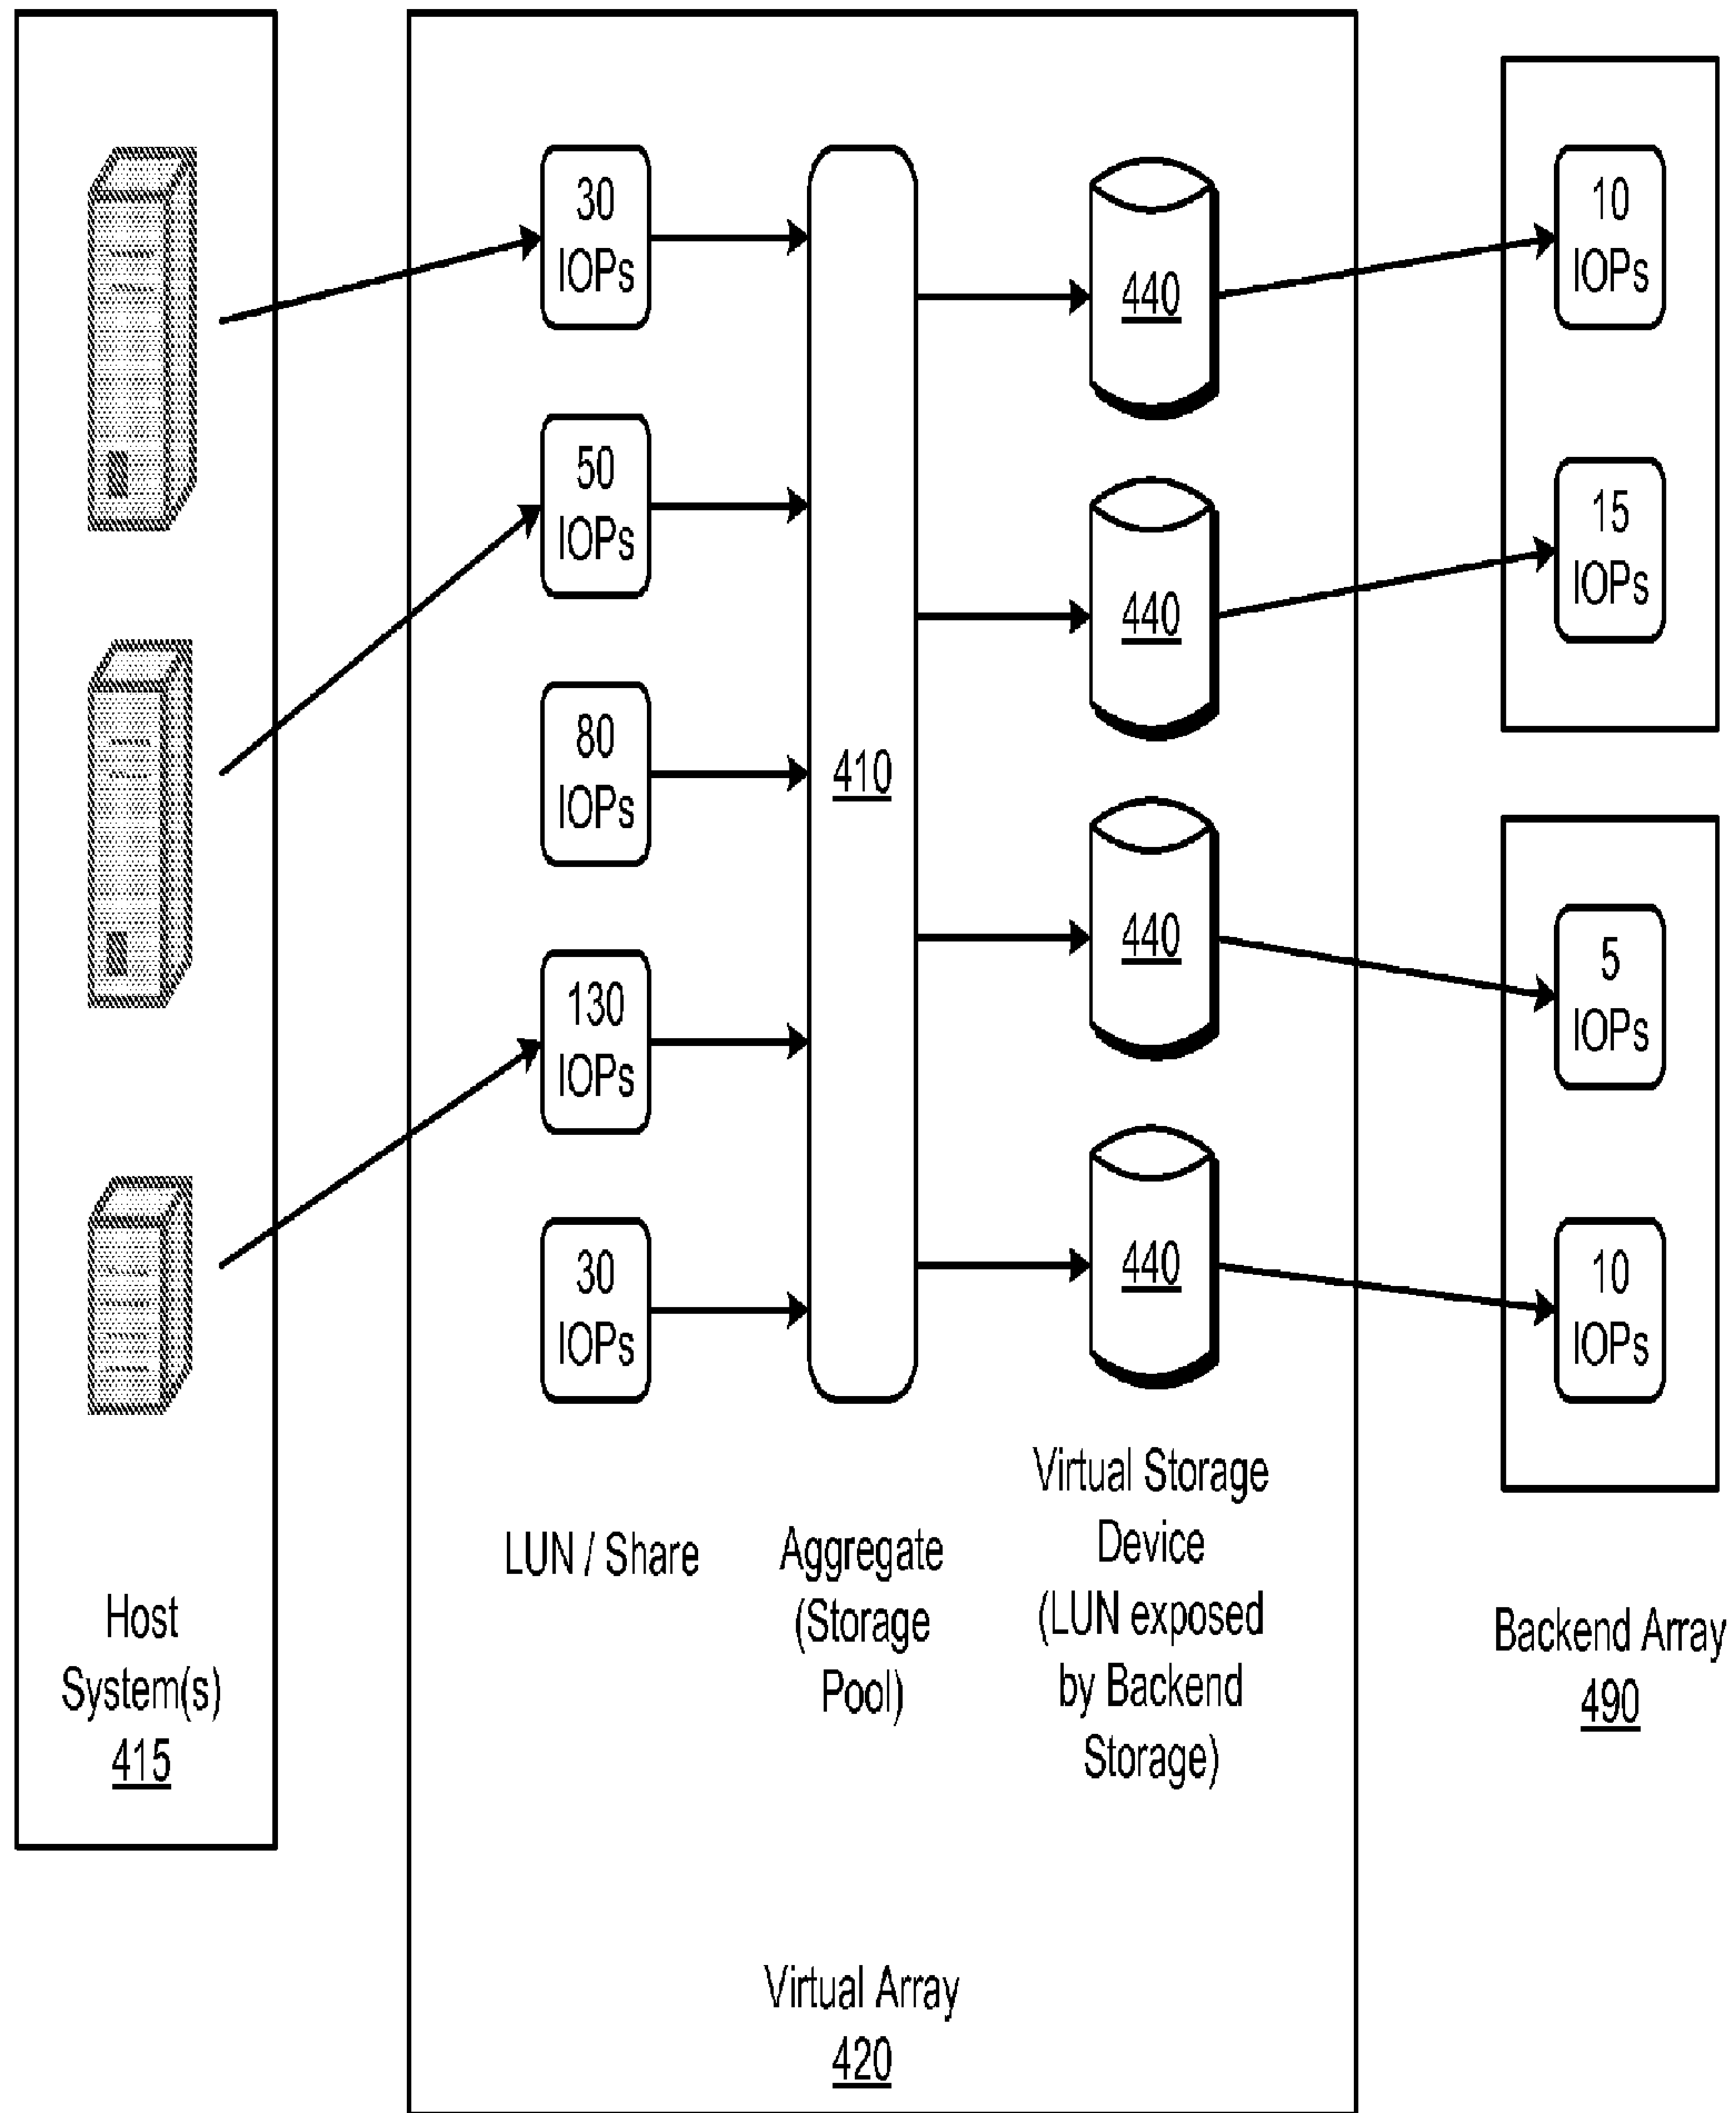 30
IOPs
50
IOPs
80
IOPs
130
IOPs
30
IOPs
410
440
440
440
440
10
IOPs
15
IOPs
5
IOPs
10
IOPs
Host
System(s)
415
LUN / Share
Aggregate
(Storage
Pool)
Virtual Storage
Device
(LUN exposed
by Backend
Storage)
Backend Array
490
Virtual Array
420